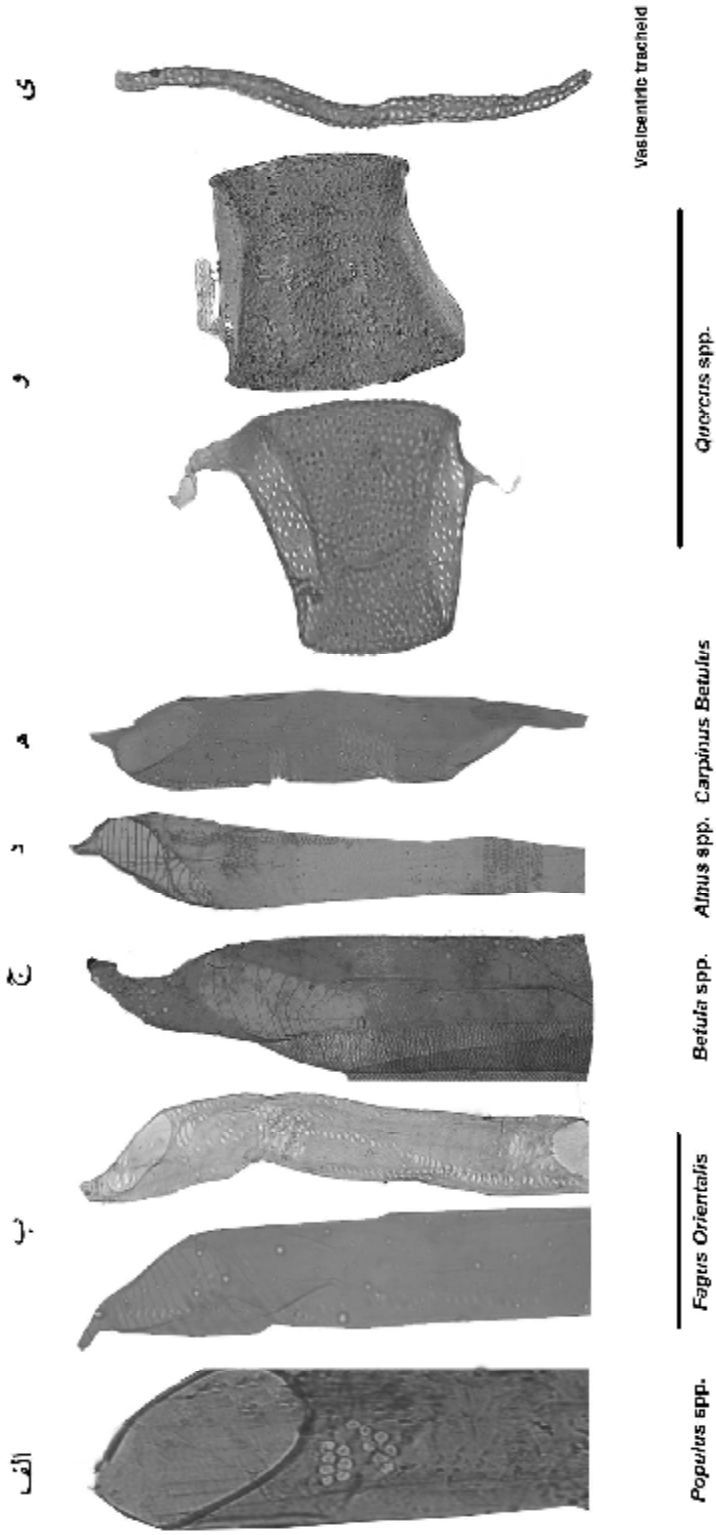 الف ب ج د ه و ی
Populus spp. Fagus Orientalis Betula spp. Alnus spp. Carpinus Betulus Quercus spp. Vasicentric tracheid